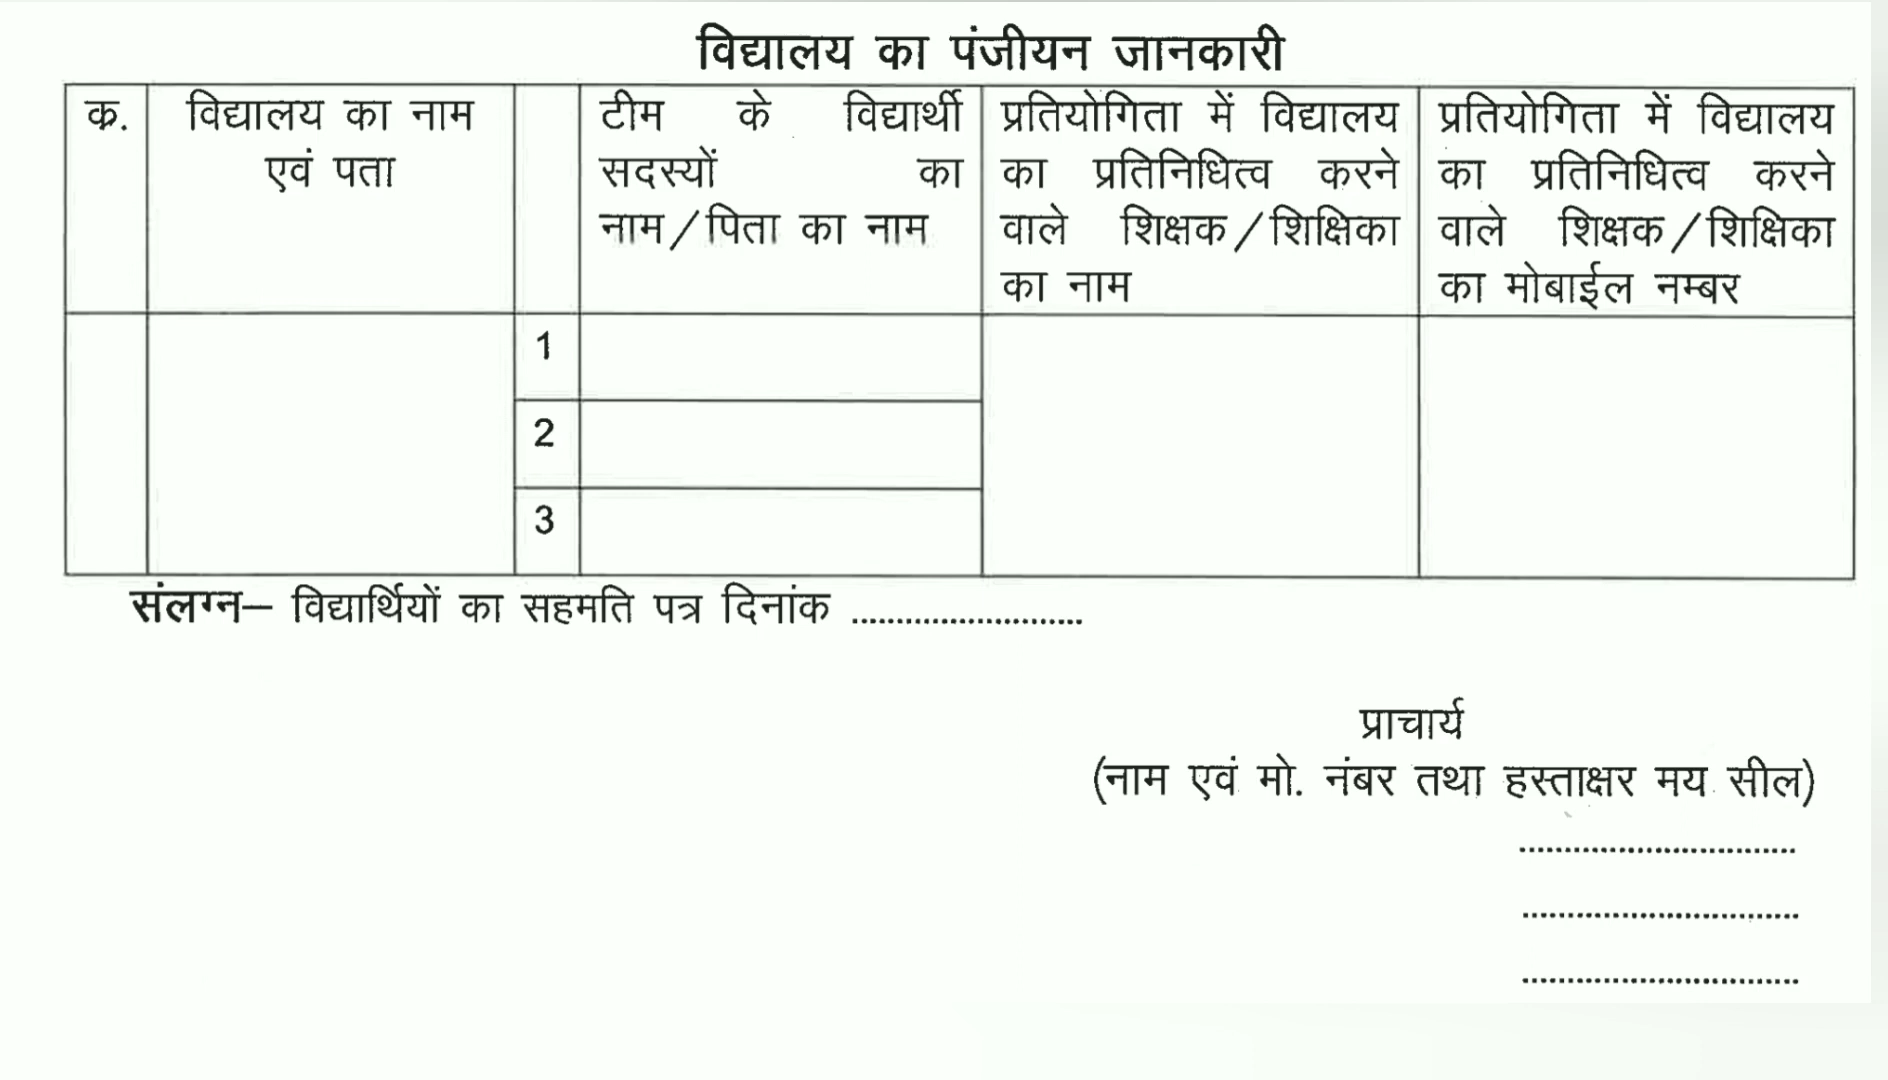 विद्यालय का पंजीयन जानकारी
क्र.
विद्यालय का नाम
एवं पता
टीम के विद्यार्थी
सदस्यों का
नाम/पिता का नाम
प्रतियोगिता में विद्यालय
का प्रतिनिधित्व करने
वाले शिक्षक/शिक्षिका
का नाम
प्रतियोगिता में विद्यालय
का प्रतिनिधित्व करने
वाले शिक्षक/शिक्षिका
का मोबाईल नम्बर
1
2
3
संलग्न– विद्यार्थियों का सहमति पत्र दिनांक ..........................
प्राचार्य
(नाम एवं मो. नंबर तथा हस्ताक्षर मय सील)
...............................
...............................
...............................